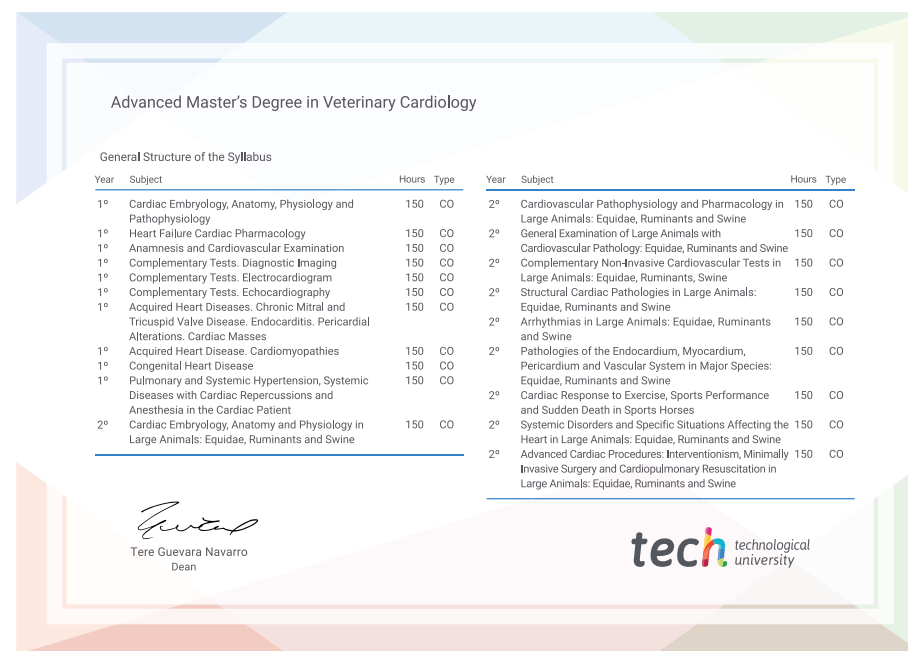 Advanced Master's Degree in Veterinary Cardiology
General Structure of the Syllabus
Year Subject Hours Type
1º Cardiac Embryology, Anatomy, Physiology and 150 CO
Pathophysiology
1º Heart Failure Cardiac Pharmacology 150 CO
1º Anamnesis and Cardiovascular Examination 150 CO
1º Complementary Tests. Diagnostic Imaging 150 CO
1º Complementary Tests. Electrocardiogram 150 CO
1º Complementary Tests. Echocardiography 150 CO
1º Acquired Heart Diseases. Chronic Mitral and 150 CO
Tricuspid Valve Disease. Endocarditis. Pericardial
Alterations. Cardiac Masses
1º Acquired Heart Disease. Cardiomyopathies 150 CO
1º Congenital Heart Disease 150 CO
1º Pulmonary and Systemic Hypertension, Systemic 150 CO
Diseases with Cardiac Repercussions and
Anesthesia in the Cardiac Patient
2º Cardiac Embryology, Anatomy and Physiology in 150 CO
Large Animals: Equidae, Ruminants and Swine
Year Subject Hours Type
2º Cardiovascular Pathophysiology and Pharmacology in 150 CO
Large Animals: Equidae, Ruminants and Swine
2º General Examination of Large Animals with 150 CO
Cardiovascular Pathology: Equidae, Ruminants and Swine
2º Complementary Non-Invasive Cardiovascular Tests in 150 CO
Large Animals: Equidae, Ruminants, Swine
2º Structural Cardiac Pathologies in Large Animals: 150 CO
Equidae, Ruminants and Swine
2º Arrhythmias in Large Animals: Equidae, Ruminants 150 CO
and Swine
2º Pathologies of the Endocardium, Myocardium, 150 CO
Pericardium and Vascular System in Major Species:
Equidae, Ruminants and Swine
2º Cardiac Response to Exercise, Sports Performance 150 CO
and Sudden Death in Sports Horses
2º Systemic Disorders and Specific Situations Affecting the 150 CO
Heart in Large Animals: Equidae, Ruminants and Swine
2º Advanced Cardiac Procedures: Interventionism, Minimally 150 CO
Invasive Surgery and Cardiopulmonary Resuscitation in
Large Animals: Equidae, Ruminants and Swine
Tere Guevara Navarro
Dean
tech technological
university